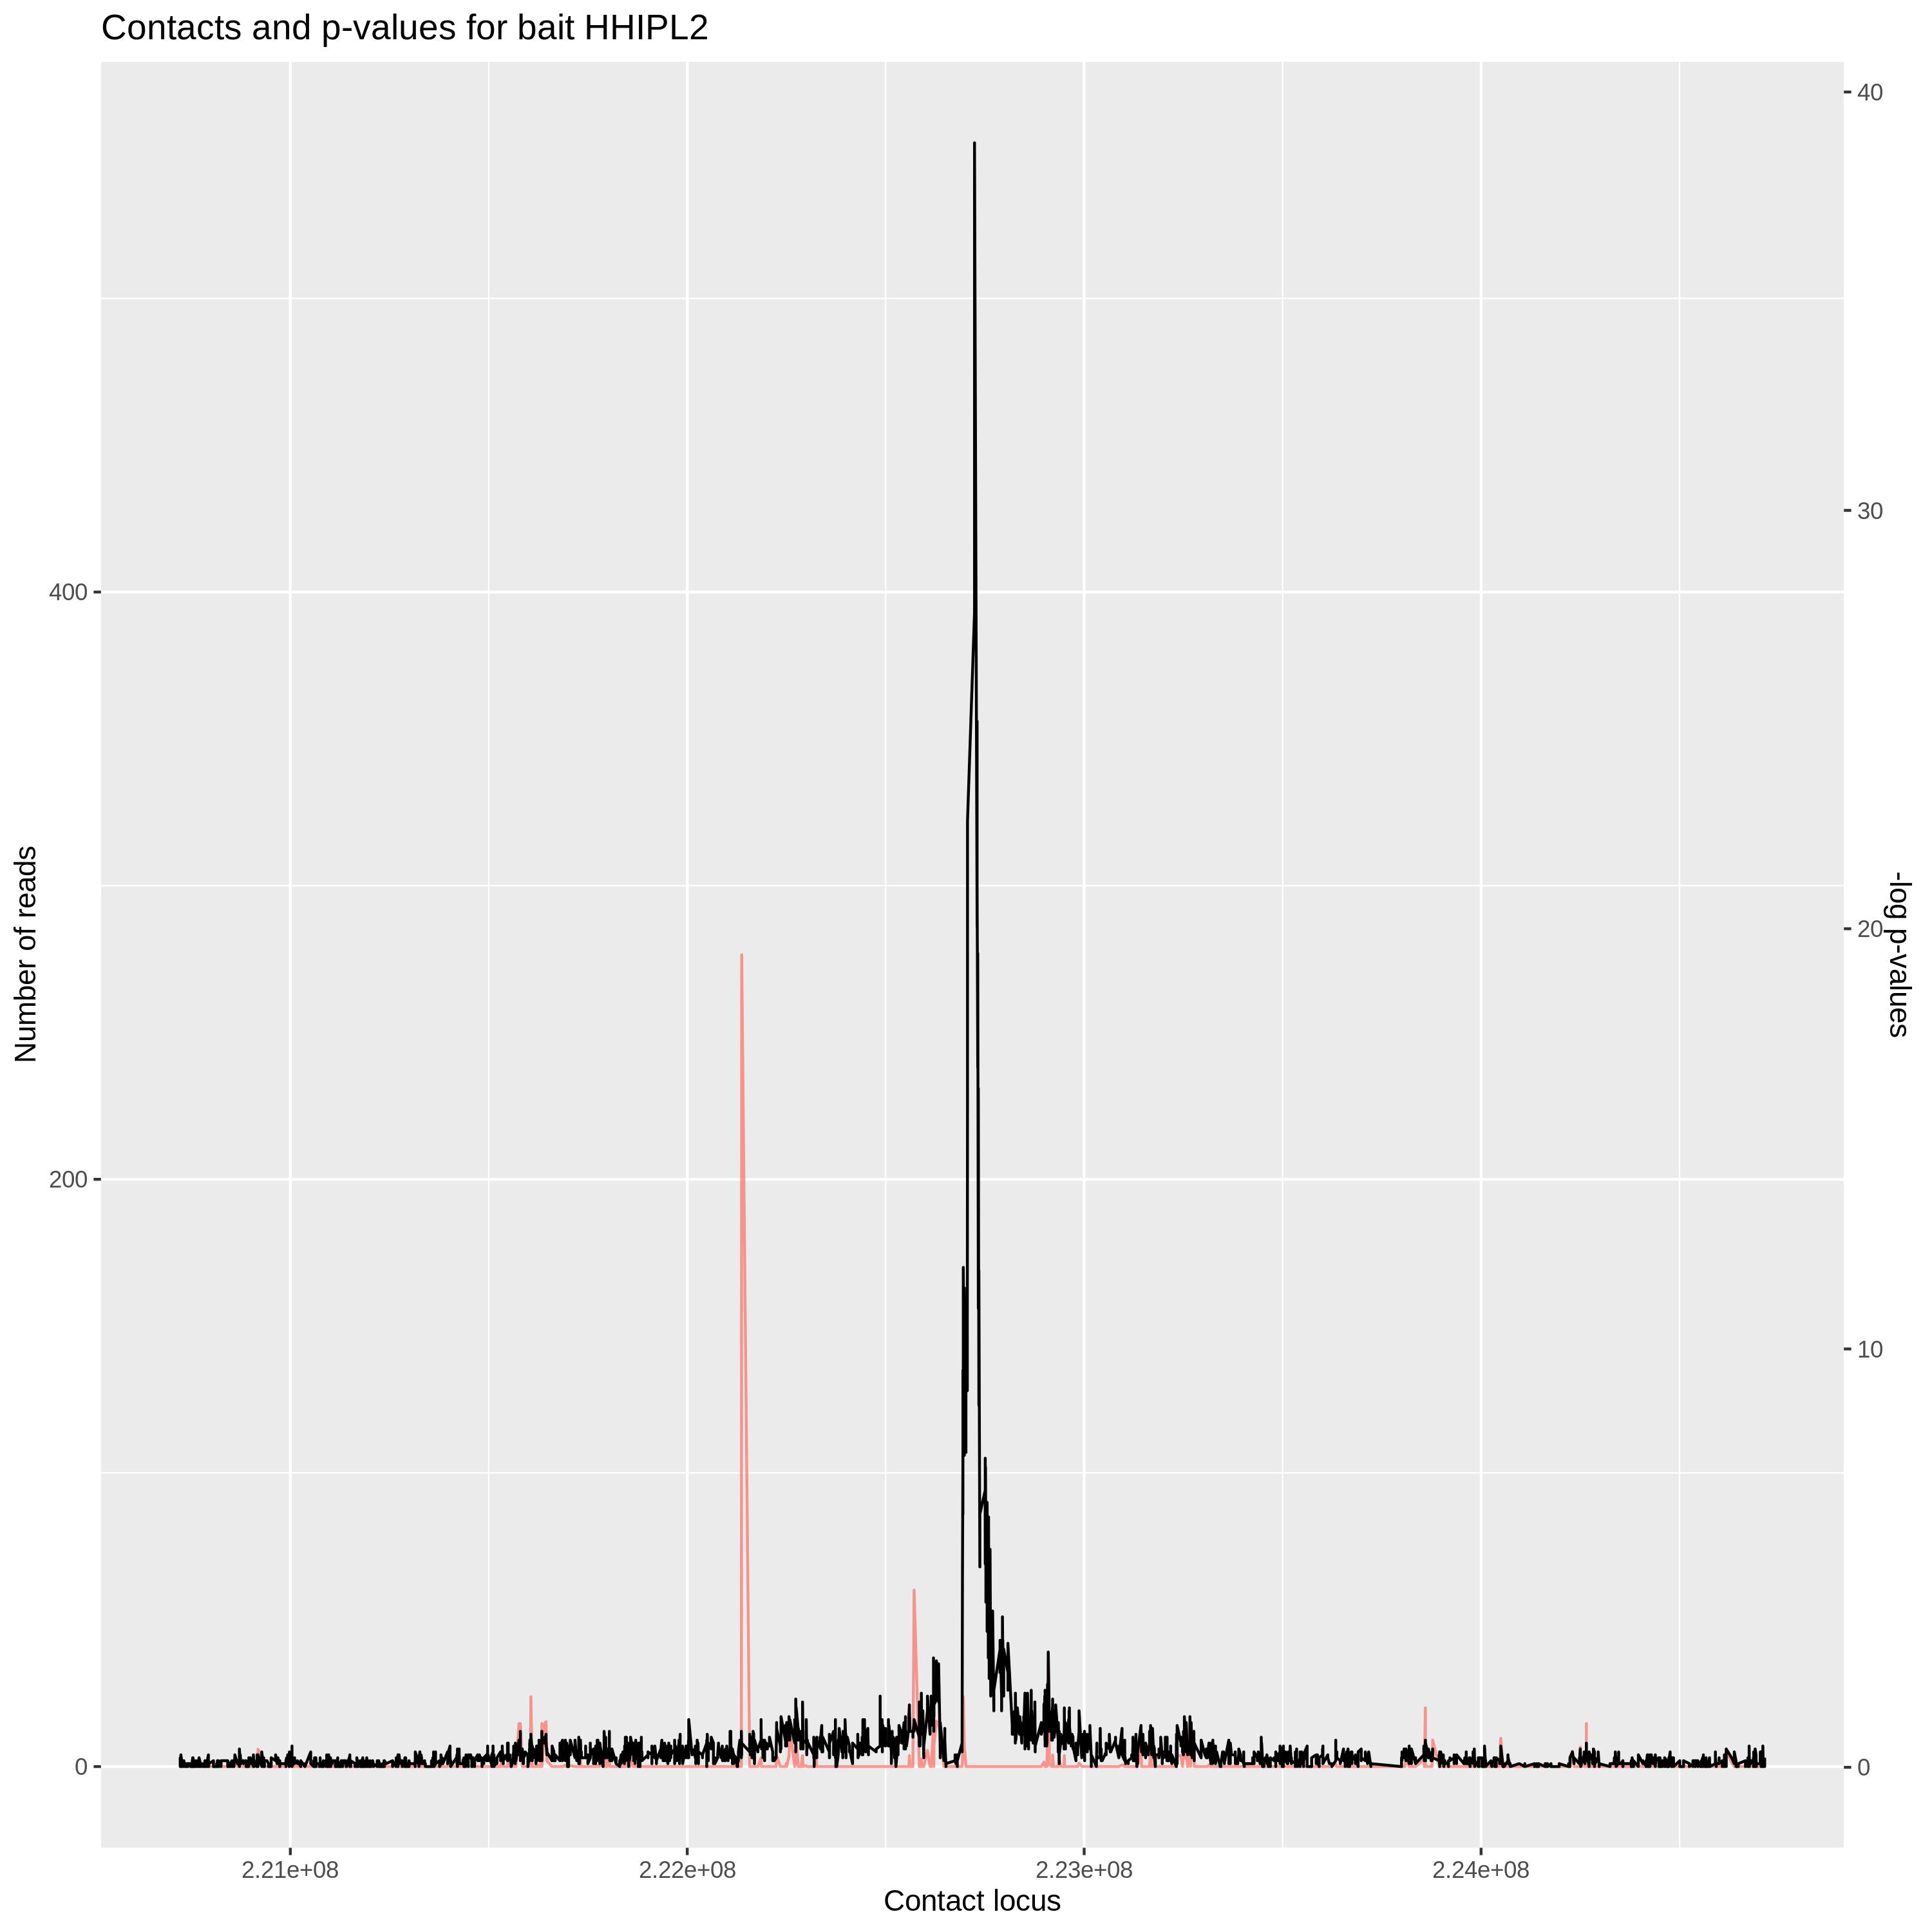 Contacts and p-values for bait HHIPL2
Number of reads
400
200
0
40
30
20
10
0
-log p-values
2.21e+08
2.22e+08
2.23e+08
2.24e+08
Contact locus